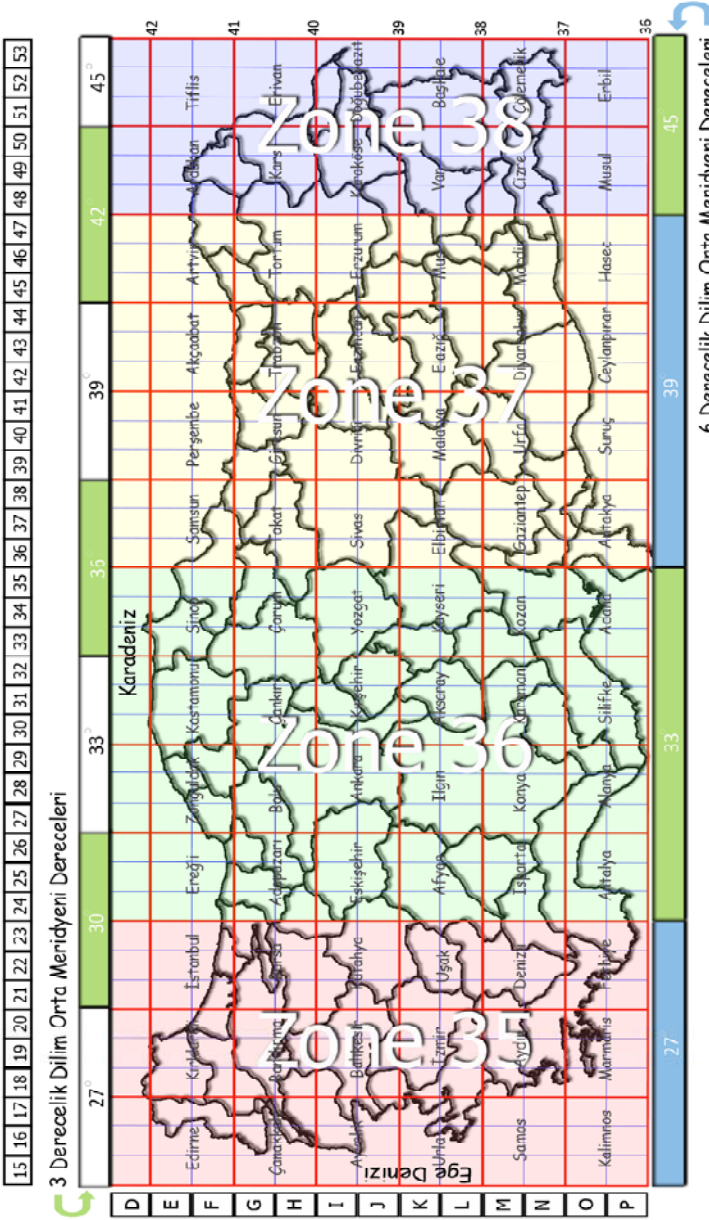 15 16 17 18 19 20 21 22 23 24 25 26 27 28 29 30 31 32 33 34 35 36 37 38 39 40 41 42 43 44 45 46 47 48 49 50 51 52 53
3 Derecelik Dilim Orta Meridyeni Dereceleri
27° 30° 33° 36° 39° 42° 45°
Karadeniz
D
42
E
F Edirne Kırklareli İstanbul Ereğli Zonguldak Kastamonu Sinop Samsun Perşembe Akçaabat Artvin Ardahan Tiflis
41
G
H Çanakkale Bandırma Bursa Adapazarı Bolu Çankırı Çorum Tokat Giresun Trabzon Tortum Kars Erivan
Zone 35 Zone 36 Zone 37 Zone 38
40
I
J Ayvalık Balıkesir Kütahya Eskişehir Ankara Kırşehir Yozgat Sivas Divriği Erzincan Erzurum Karaköse Doğubeyazıt
39
K
L Urla İzmir Uşak Afyon Ilgın Aksaray Kayseri Elbistan Malatya Elazığ Muş Van Başkale
Ege Denizi
38
M
N Samos Aydın Denizli Isparta Konya Karaman Kozan Gaziantep Urfa Diyarbakır Mardin Cizre Çölemerik
37
O
P Kalimnos Marmaris Fethiye Antalya Alanya Silifke Adana Antakya Suruç Ceylanpınar Hasec Musul Erbil
36
27° 33 39° 45°
6 Derecelik Dilim Orta Meridyeni Dereceleri